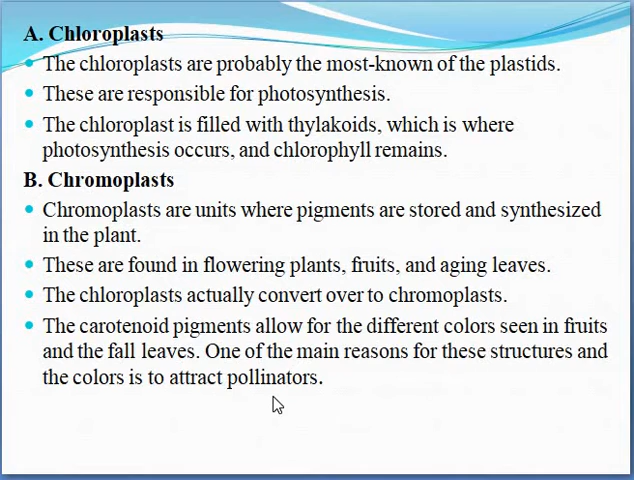 A. Chloroplasts
• The chloroplasts are probably the most-known of the plastids.
• These are responsible for photosynthesis.
• The chloroplast is filled with thylakoids, which is where
photosynthesis occurs, and chlorophyll remains.
B. Chromoplasts
• Chromoplasts are units where pigments are stored and synthesized
in the plant.
• These are found in flowering plants, fruits, and aging leaves.
• The chloroplasts actually convert over to chromoplasts.
• The carotenoid pigments allow for the different colors seen in fruits
and the fall leaves. One of the main reasons for these structures and
the colors is to attract pollinators.